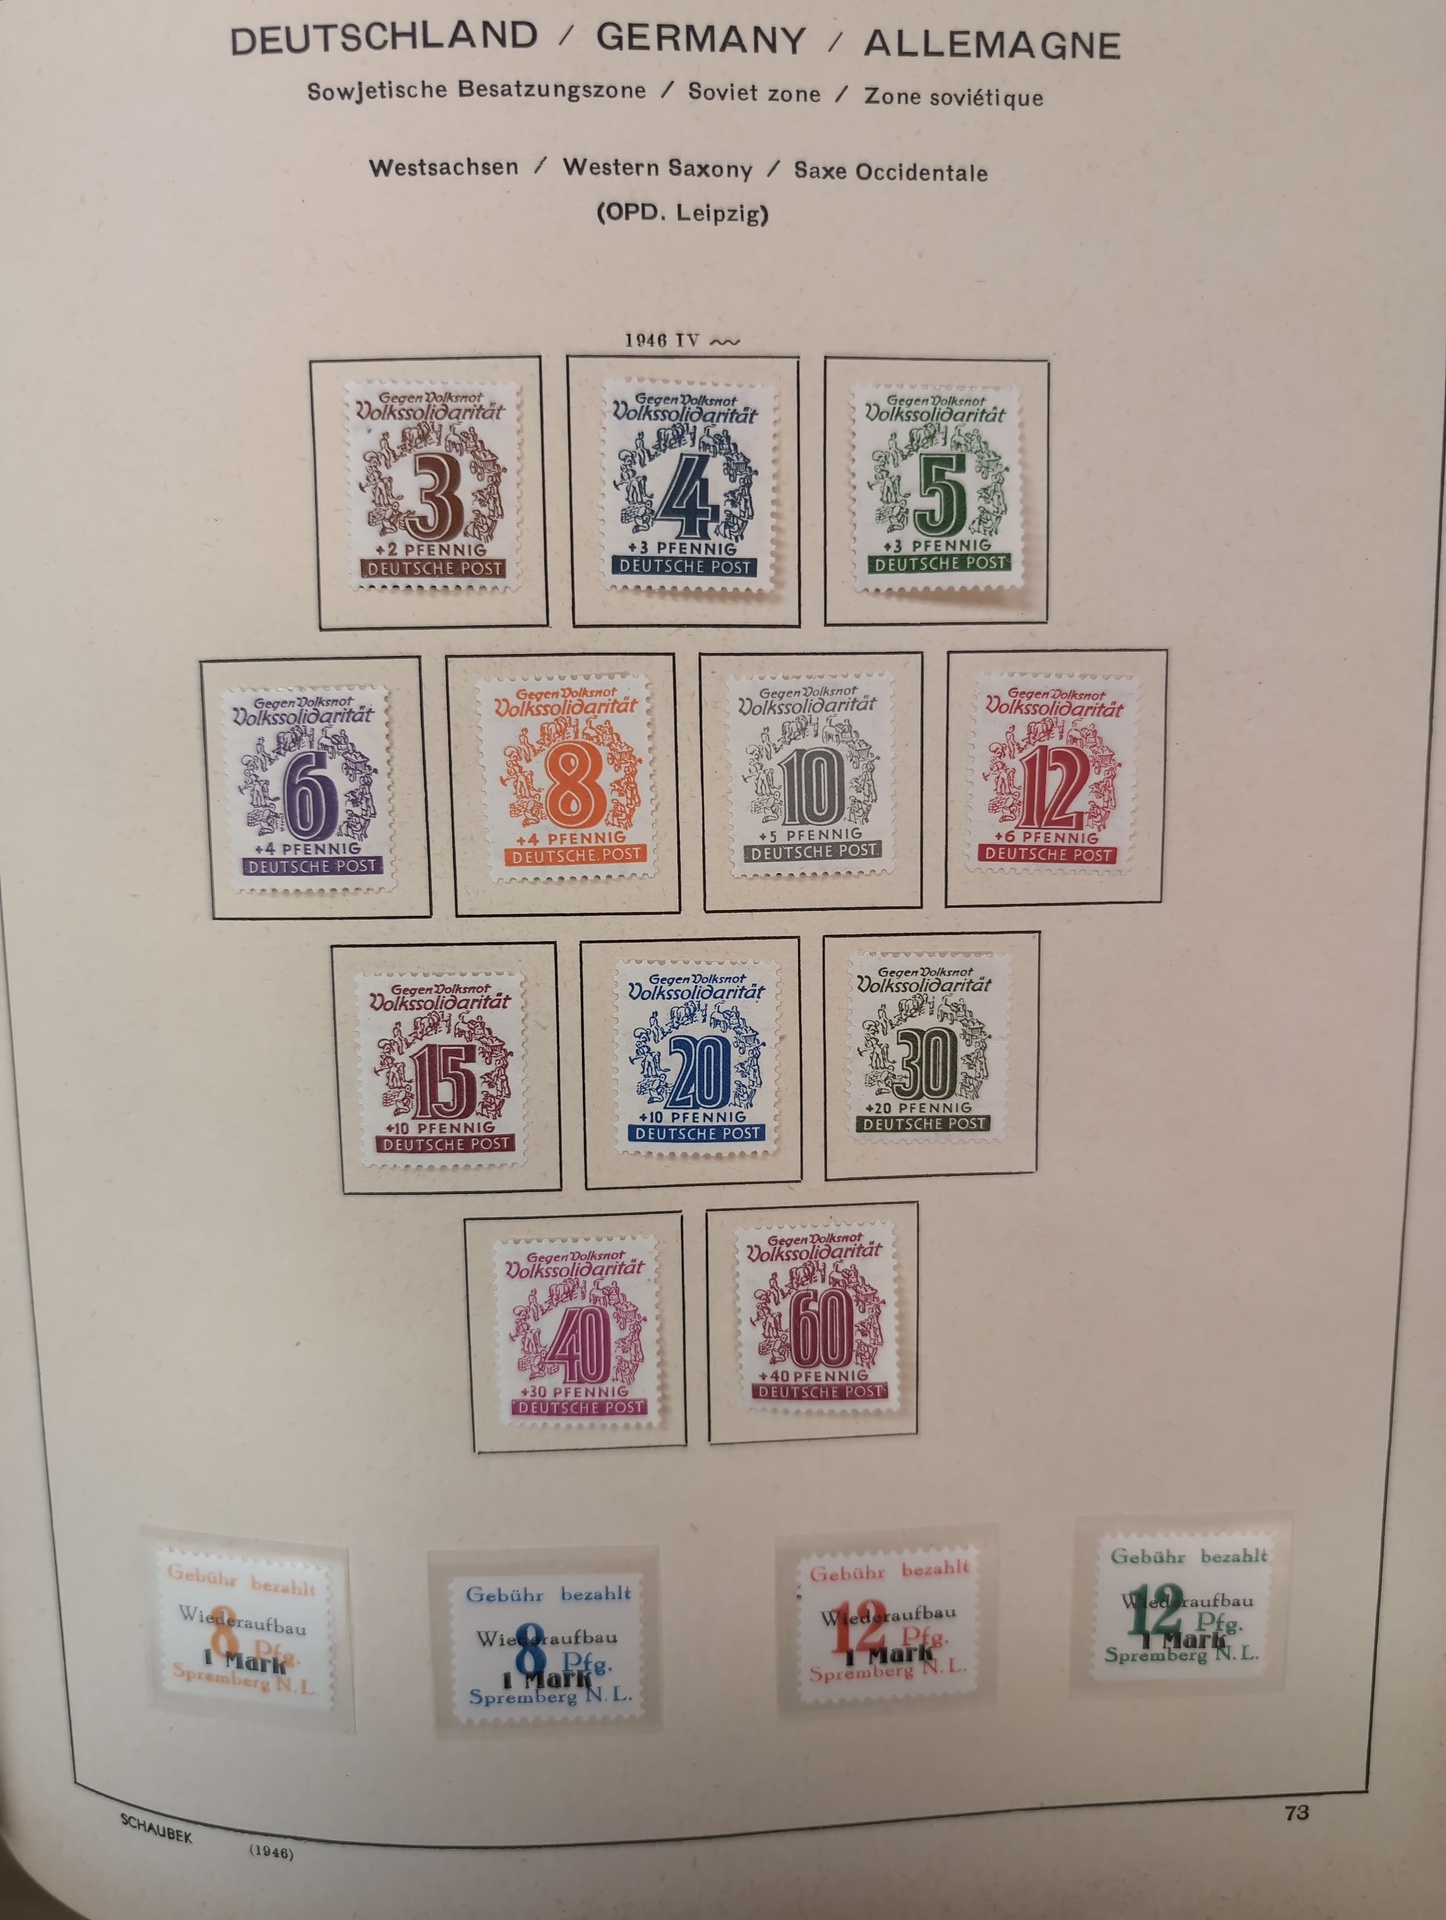 DEUTSCHLAND / GERMANY / ALLEMAGNE
Sowjetische Besatzungszone / Soviet zone / Zone soviétique
Westsachsen / Western Saxony / Saxe Occidentale
(OPD. Leipzig)
1946 IV
Gegen Volksnot
Volkssolidarität
3
+2 PFENNIG
DEUTSCHE POST
Gegen Volksnot
Volkssolidarität
4
+3 PFENNIG
DEUTSCHE POST
Gegen Volksnot
Volkssolidarität
5
+3 PFENNIG
DEUTSCHE POST
Gegen Volksnot
Volkssolidarität
6
+4 PFENNIG
DEUTSCHE POST
Gegen Volksnot
Volkssolidarität
8
+4 PFENNIG
DEUTSCHE POST
Gegen Volksnot
Volkssolidarität
10
+5 PFENNIG
DEUTSCHE POST
Gegen Volksnot
Volkssolidarität
12
+6 PFENNIG
DEUTSCHE POST
Gegen Volksnot
Volkssolidarität
15
+10 PFENNIG
DEUTSCHE POST
Gegen Volksnot
Volkssolidarität
20
+10 PFENNIG
DEUTSCHE POST
Gegen Volksnot
Volkssolidarität
30
+20 PFENNIG
DEUTSCHE POST
Gegen Volksnot
Volkssolidarität
40
+30 PFENNIG
DEUTSCHE POST
Gegen Volksnot
Volkssolidarität
60
+40 PFENNIG
DEUTSCHE POST
Gebühr bezahlt
Wiederaufbau
8 Pfg.
1 Mark
Spremberg N.L.
Gebühr bezahlt
Wiederaufbau
8 Pfg.
1 Mark
Spremberg N.L.
Gebühr bezahlt
Wiederaufbau
12 Pfg.
1 Mark
Spremberg N.L.
Gebühr bezahlt
Wiederaufbau
12 Pfg.
1 Mark
Spremberg N.L.
SCHAUBEK
(1946)
73